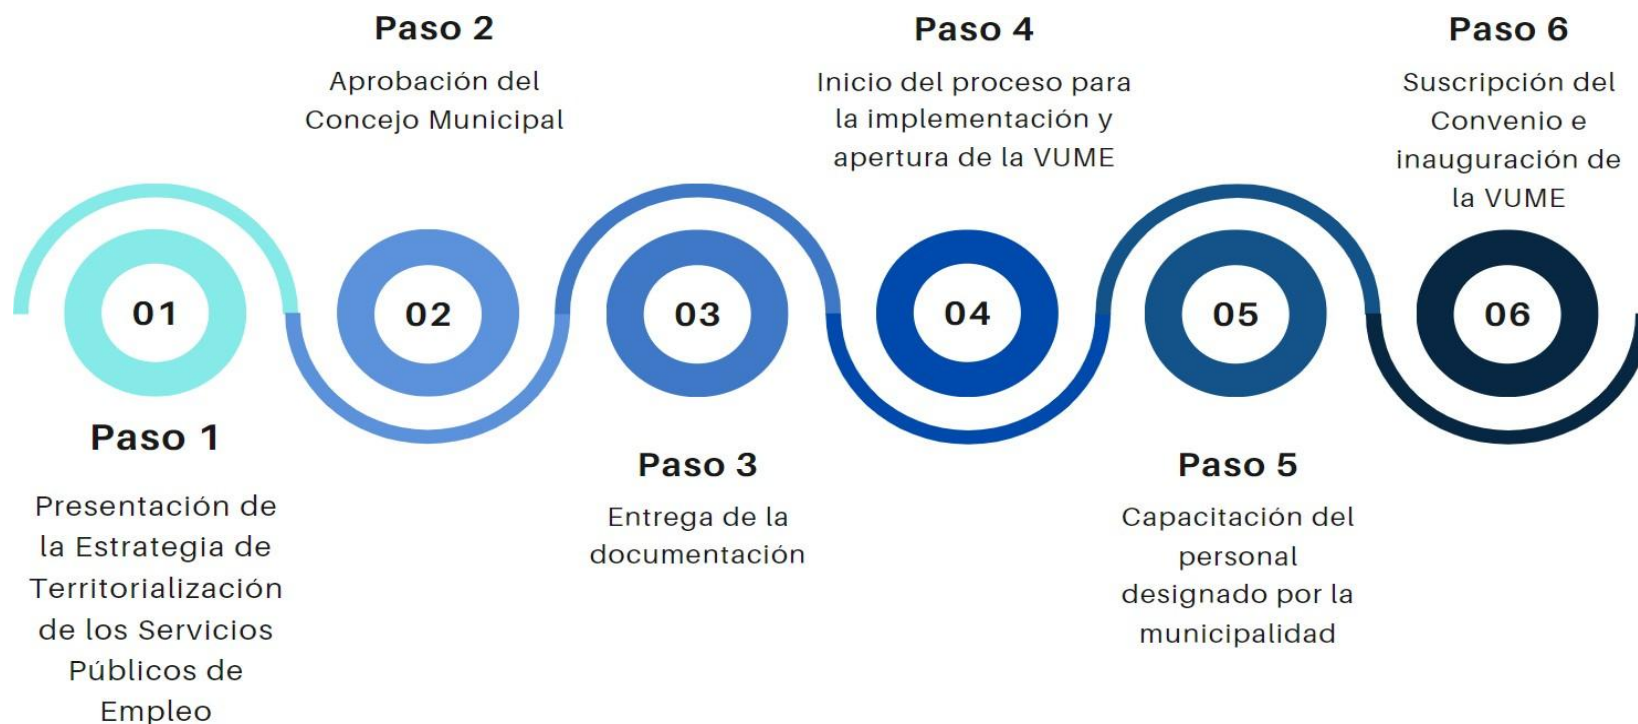 01
Paso 1
Presentación de
la Estrategia de
Territorialización
de los Servicios
Públicos de
Empleo
Paso 2
Aprobación del
Concejo Municipal
02
03
Paso 3
Entrega de la
documentación
Paso 4
Inicio del proceso para
la implementación y
apertura de la VUME
04
05
Paso 5
Capacitación del
personal
designado por la
municipalidad
Paso 6
Suscripción del
Convenio e
inauguración de
la VUME
06